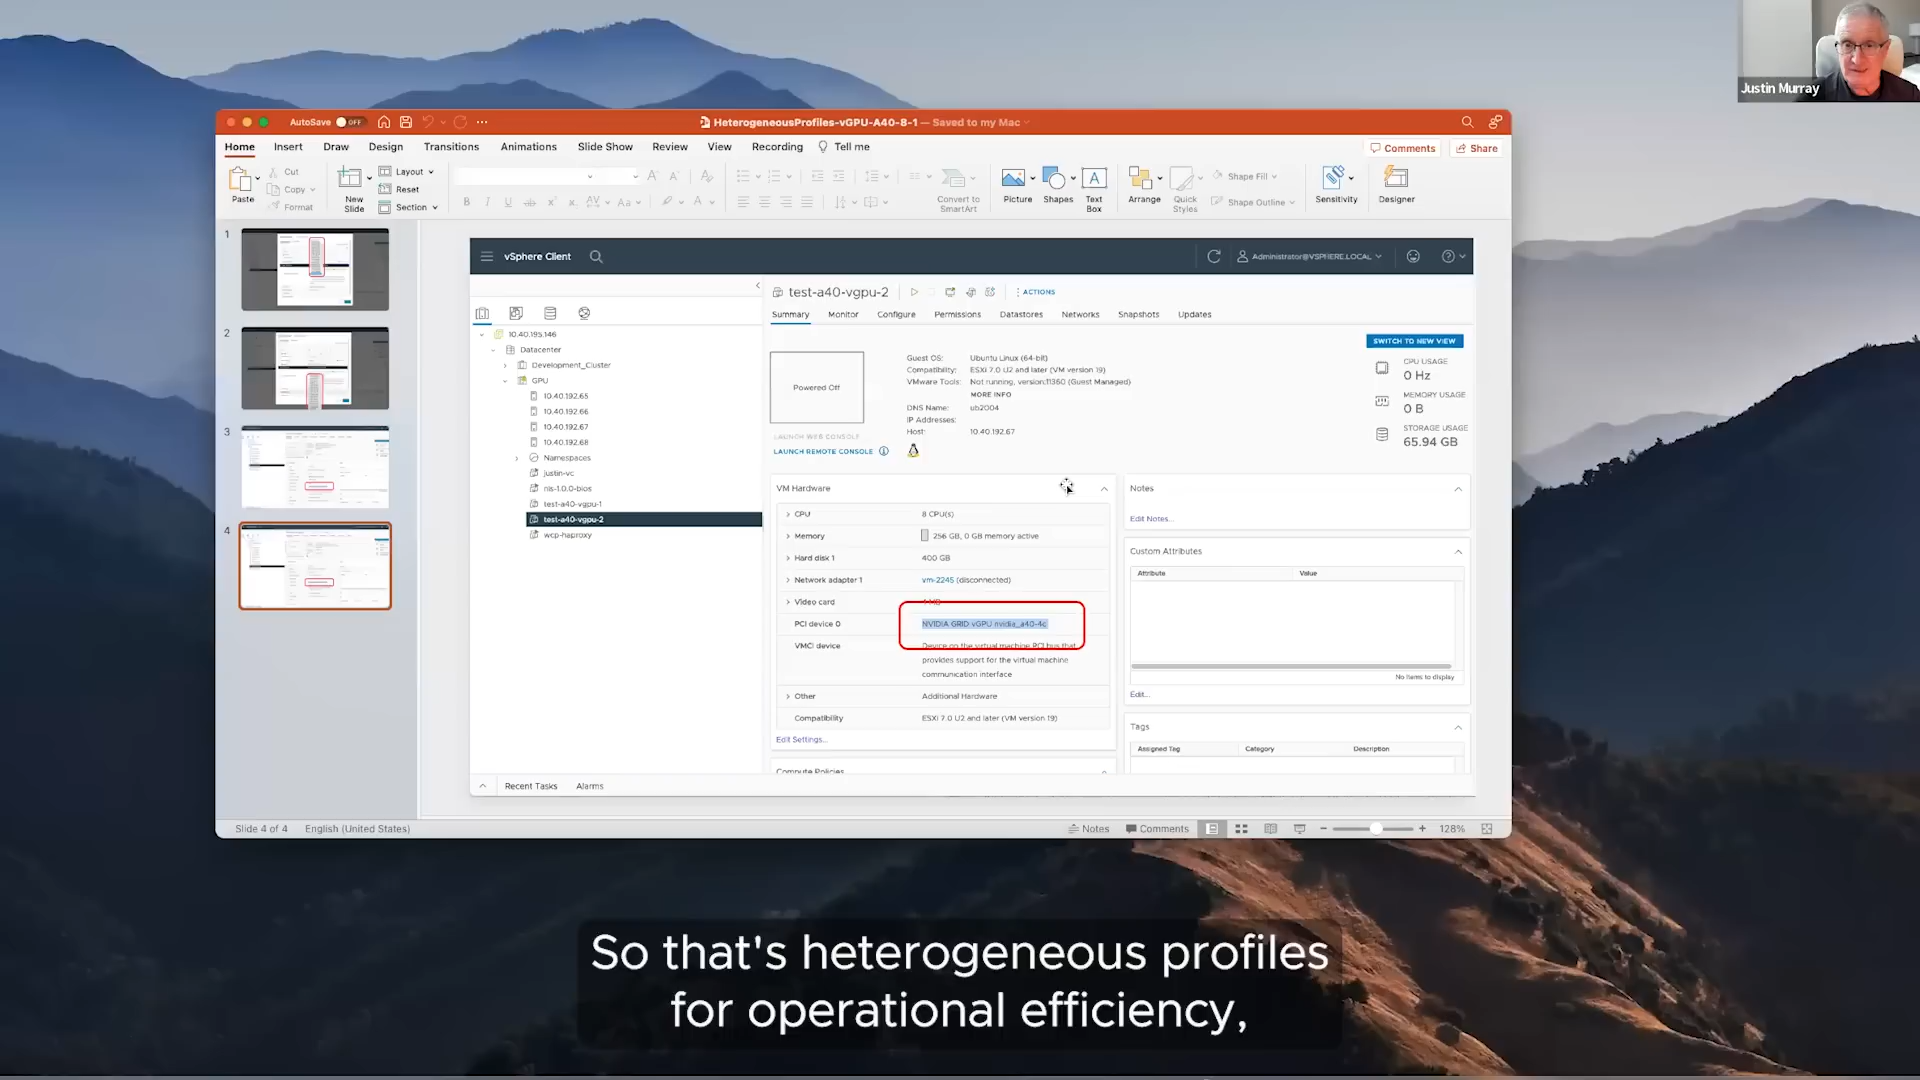 Justin Murray
AutoSave OFF
HeterogeneousProfiles-vGPU-A40-8-1 — Saved to my Mac
Home Insert Draw Design Transitions Animations Slide Show Recording Review View Recording Tell me
Comments Share
Paste
Cut
Copy
Format
New Slide
Layout
Reset
Section
Convert to SmartArt
Picture
Shapes
Text Box
Arrange
Quick Styles
Shape Fill
Shape Outline
Sensitivity
Designer
1
2
3
4
vSphere Client
Administrator@VSPHERE.LOCAL
10.40.195.146
Datacenter
Development_Cluster
GPU
10.40.192.65
10.40.192.66
10.40.192.67
10.40.192.68
Namespaces
justin-vc
nls-1.0.0-bios
test-a40-vgpu-1
test-a40-vgpu-2
wcp-haproxy
test-a40-vgpu-2
ACTIONS
Summary Monitor Configure Permissions Datastores Networks Snapshots Updates
SWITCH TO NEW VIEW
Powered Off
LAUNCH WEB CONSOLE
LAUNCH REMOTE CONSOLE
Guest OS: Ubuntu Linux (64-bit)
Compatibility: ESXi 7.0 U2 and later (VM version 19)
VMware Tools: Not running, version:11360 (Guest Managed)
MORE INFO
DNS Name: ub2004
IP Addresses:
Host: 10.40.192.67
CPU USAGE
0 Hz
MEMORY USAGE
0 B
STORAGE USAGE
65.94 GB
VM Hardware
CPU 8 CPU(s)
Memory 256 GB, 0 GB memory active
Hard disk 1 400 GB
Network adapter 1 vm-2245 (disconnected)
Video card 4 MB
PCI device 0 NVIDIA GRID vGPU nvidia_a40-4c
VMCI device Device on the virtual machine PCI bus that
provides support for the virtual machine
communication interface
Other Additional Hardware
Compatibility ESXi 7.0 U2 and later (VM version 19)
Edit Settings...
Compute Policies
Notes
Edit Notes...
Custom Attributes
Attribute Value
No items to display
Edit...
Tags
Assigned Tag Category Description
Recent Tasks Alarms
Slide 4 of 4 English (United States)
Notes Comments 128%
So that's heterogeneous profiles
for operational efficiency,